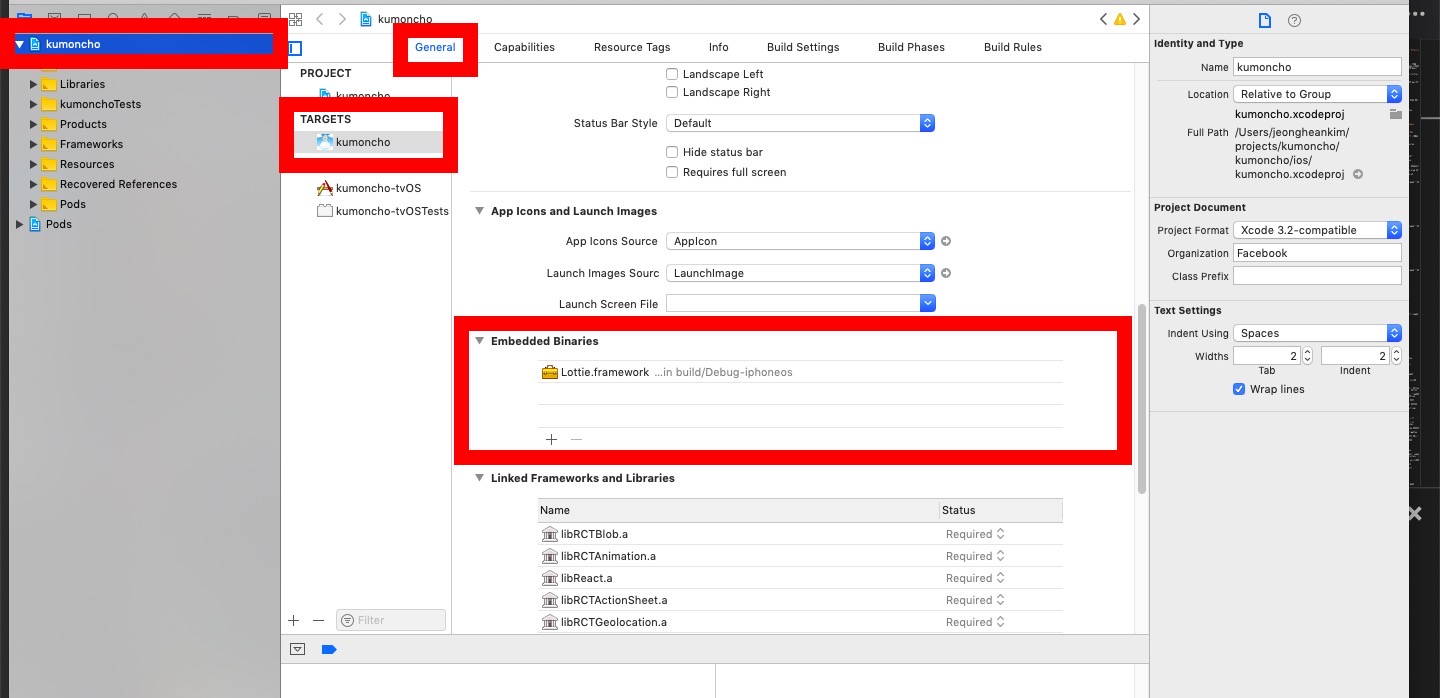 kumoncho
kumoncho
General
Capabilities
Resource Tags
Info
Build Settings
Build Phases
Build Rules
Libraries
kumonchoTests
Products
Frameworks
Resources
Recovered References
Pods
Pods
PROJECT
kumoncho
TARGETS
kumoncho
kumoncho-tvOS
kumoncho-tvOSTests
Filter
Landscape Left
Landscape Right
Status Bar Style Default
Hide status bar
Requires full screen
App Icons and Launch Images
App Icons Source AppIcon
Launch Images Sourc LaunchImage
Launch Screen File
Embedded Binaries
Lottie.framework ...in build/Debug-iphoneos
Linked Frameworks and Libraries
Name Status
libRCTBlob.a Required
libRCTAnimation.a Required
libReact.a Required
libRCTActionSheet.a Required
libRCTGeolocation.a Required
Identity and Type
Name kumoncho
Location Relative to Group
kumoncho.xcodeproj
Full Path /Users/jeongheankim/
projects/kumoncho/
kumoncho/ios/
kumoncho.xcodeproj
Project Document
Project Format Xcode 3.2-compatible
Organization Facebook
Class Prefix
Text Settings
Indent Using Spaces
Widths 2 2
Tab Indent
Wrap lines